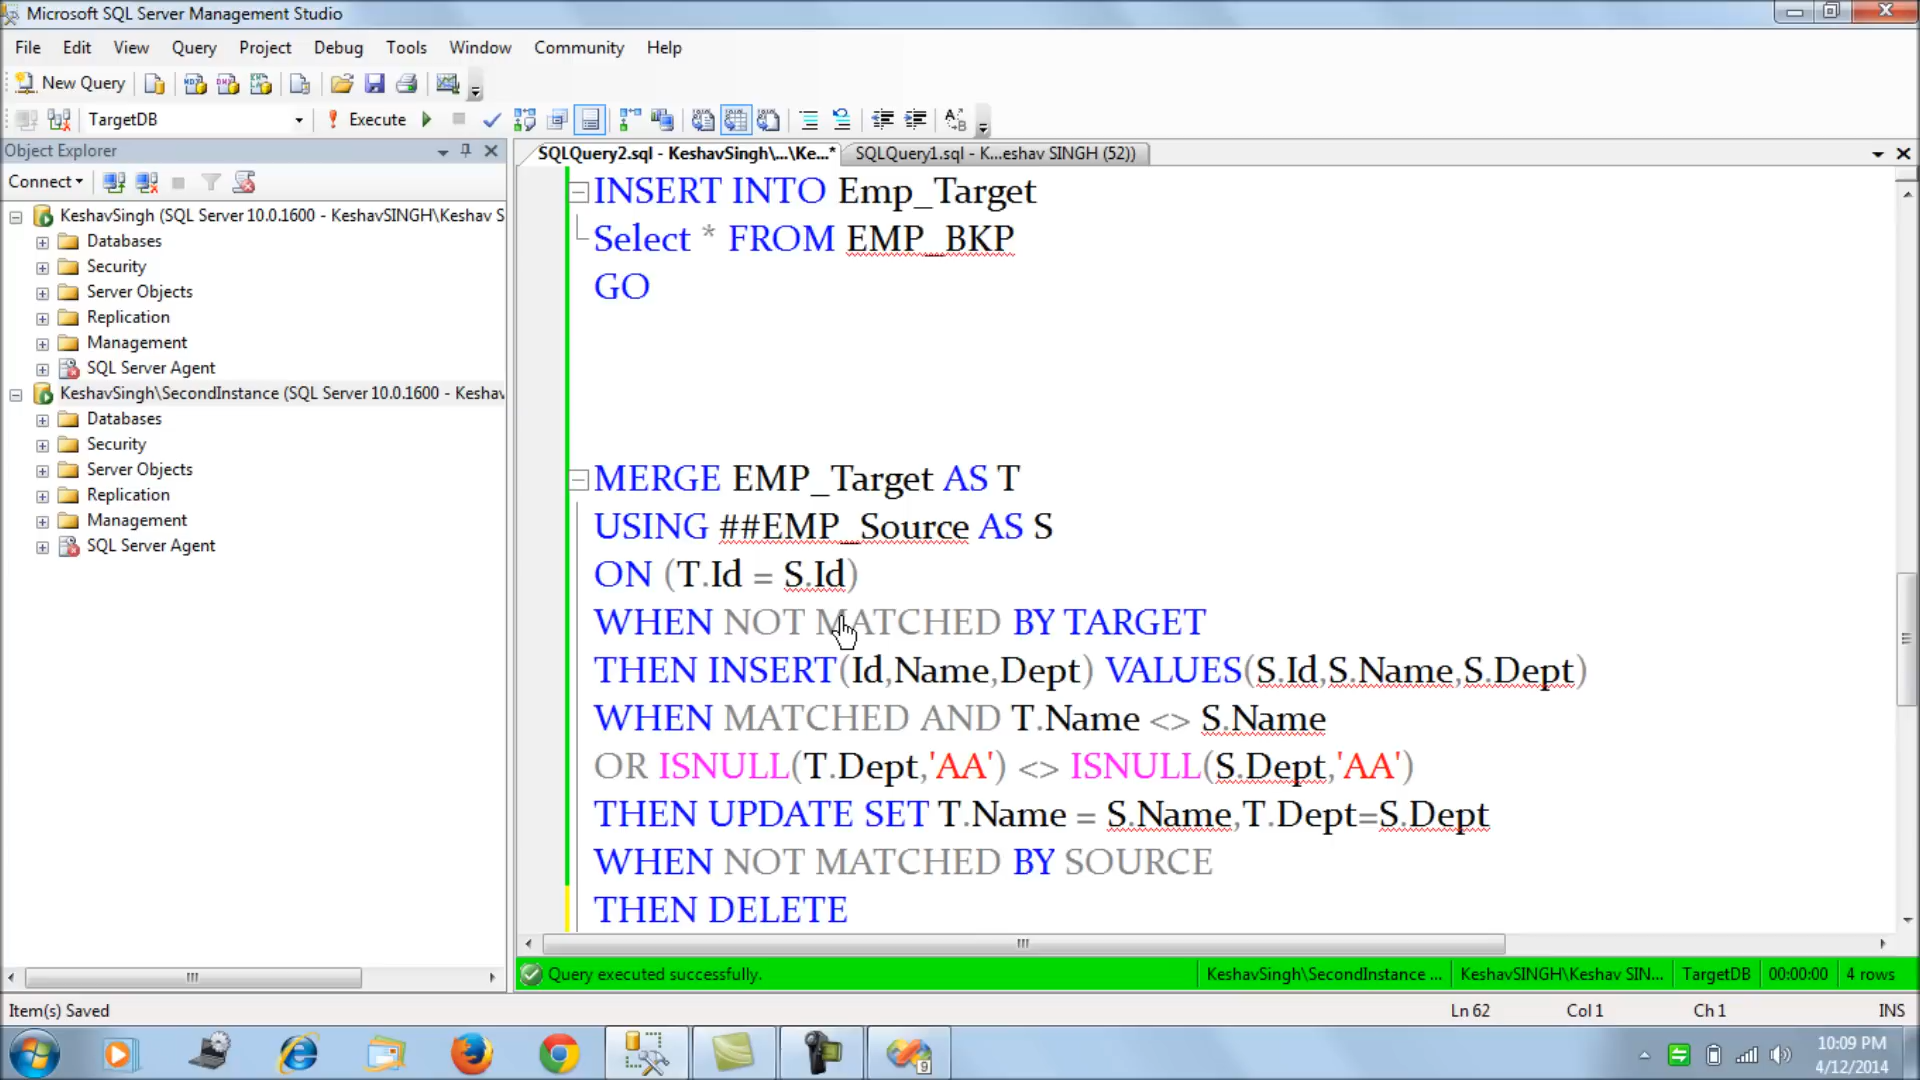 Microsoft SQL Server Management Studio
File Edit View Query Project Debug Tools Window Community Help
New Query
TargetDB Execute
Object Explorer
SQLQuery2.sql - KeshavSingh\...\Ke...* SQLQuery1.sql - K...eshav SINGH (52))
Connect
KeshavSingh (SQL Server 10.0.1600 - KeshavSINGH\Keshav S
Databases
Security
Server Objects
Replication
Management
SQL Server Agent
KeshavSingh\SecondInstance (SQL Server 10.0.1600 - Keshav
Databases
Security
Server Objects
Replication
Management
SQL Server Agent
INSERT INTO Emp_Target
Select * FROM EMP_BKP
GO
MERGE EMP_Target AS T
USING ##EMP_Source AS S
ON (T.Id = S.Id)
WHEN NOT MATCHED BY TARGET
THEN INSERT(Id,Name,Dept) VALUES(S.Id,S.Name,S.Dept)
WHEN MATCHED AND T.Name <> S.Name
OR ISNULL(T.Dept,'AA') <> ISNULL(S.Dept,'AA')
THEN UPDATE SET T.Name = S.Name,T.Dept=S.Dept
WHEN NOT MATCHED BY SOURCE
THEN DELETE
Query executed successfully. KeshavSingh\SecondInstance ... KeshavSINGH\Keshav SIN... TargetDB 00:00:00 4 rows
Item(s) Saved Ln 62 Col 1 Ch 1 INS
9
10:09 PM
4/12/2014